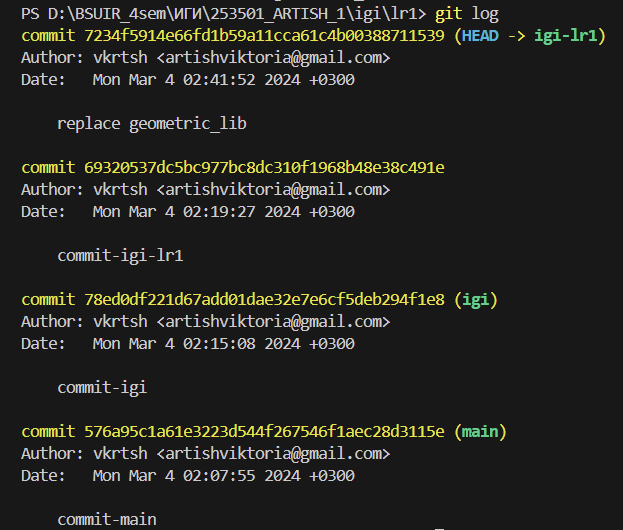 PS D:\BSUIR_4sem\ИГИ\253501_ARTISH_1\igi\lr1> git log
commit 7234f5914e66fd1b59a11cca61c4b00388711539 (HEAD -> igi-lr1)
Author: vkrtsh <artishviktoria@gmail.com>
Date:   Mon Mar 4 02:41:52 2024 +0300
replace geometric_lib
commit 69320537dc5bc977bc8dc310f1968b48e38c491e
Author: vkrtsh <artishviktoria@gmail.com>
Date:   Mon Mar 4 02:19:27 2024 +0300
commit-igi-lr1
commit 78ed0df221d67add01dae32e7e6cf5deb294f1e8 (igi)
Author: vkrtsh <artishviktoria@gmail.com>
Date:   Mon Mar 4 02:15:08 2024 +0300
commit-igi
commit 576a95c1a61e3223d544f267546f1aec28d3115e (main)
Author: vkrtsh <artishviktoria@gmail.com>
Date:   Mon Mar 4 02:07:55 2024 +0300
commit-main